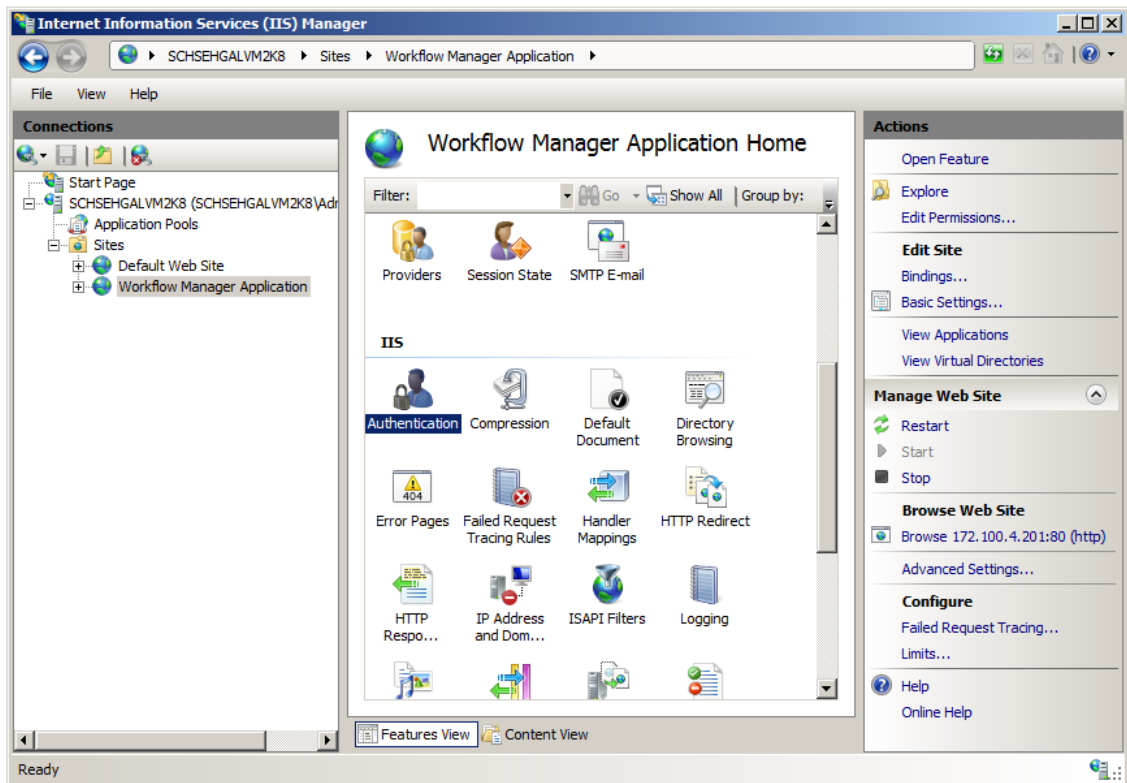 Internet Information Services (IIS) Manager
SCHSEHGALVM2K8 Sites Workflow Manager Application
File View Help
Connections
Start Page
SCHSEHGALVM2K8 (SCHSEHGALVM2K8\Adr
Application Pools
Sites
Default Web Site
Workflow Manager Application
Workflow Manager Application Home
Filter: Go Show All Group by:
Providers Session State SMTP E-mail
IIS
Authentication Compression Default Directory
Document Browsing
404
Error Pages Failed Request Handler HTTP Redirect
Tracing Rules Mappings
HTTP IP Address ISAPI Filters Logging
Respo... and Dom...
Features View Content View
Actions
Open Feature
Explore
Edit Permissions...
Edit Site
Bindings...
Basic Settings...
View Applications
View Virtual Directories
Manage Web Site
Restart
Start
Stop
Browse Web Site
Browse 172.100.4.201:80 (http)
Advanced Settings...
Configure
Failed Request Tracing...
Limits...
Help
Online Help
Ready